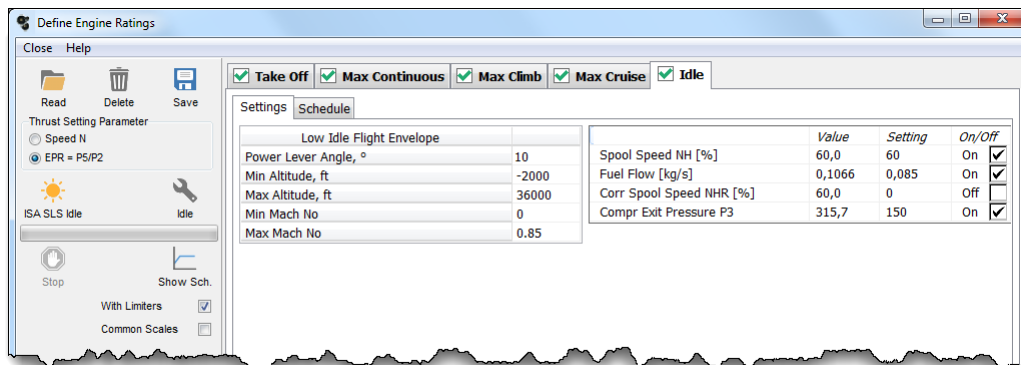 Define Engine Ratings
Close Help
Read Delete Save
Thrust Setting Parameter
Speed N
EPR = P5/P2
ISA SLS Idle Idle
Stop Show Sch.
With Limiters
Common Scales
Take Off Max Continuous Max Climb Max Cruise Idle
Settings Schedule
Low Idle Flight Envelope
Power Lever Angle, º 10
Min Altitude, ft -2000
Max Altitude, ft 36000
Min Mach No 0
Max Mach No 0.85
Value Setting On/Off
Spool Speed NH [%] 60,0 60 On
Fuel Flow [kg/s] 0,1066 0,085 On
Corr Spool Speed NHR [%] 60,0 0 Off
Compr Exit Pressure P3 315,7 150 On